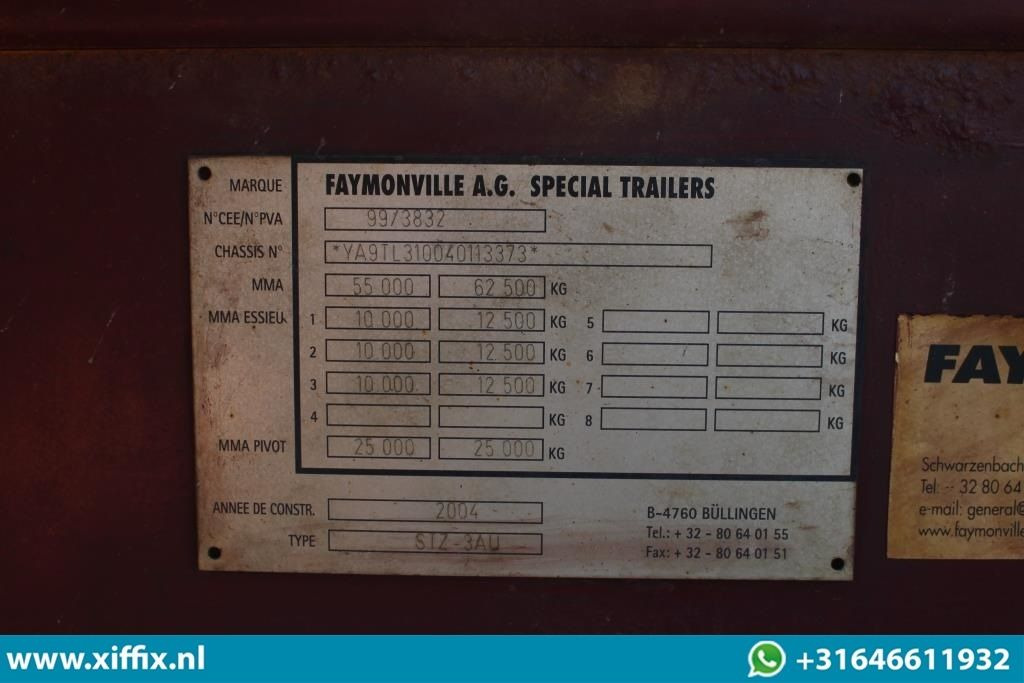 MARQUE FAYMONVILLE A.G. SPECIAL TRAILERS
N°CEE/N°PVA 99/3832
CHASSIS N° *YA9TL310040113373*
MMA 55 000 62 500 KG
MMA ESSIEU 1 10 000 12 500 KG 5 KG
2 10 000 12 500 KG 6 KG
3 10 000 12 500 KG 7 KG
4 KG 8 KG
MMA PIVOT 25 000 25 000 KG
ANNEE DE CONSTR. 2004
TYPE STZ-3AU
B-4760 BÜLLINGEN
Tel.: + 32 - 80 64 01 55
Fax: + 32 - 80 64 01 51
FAY
Schwarzenbach
Tel: -- 32 80 64
e-mail: general@
www.faymonville
www.xiffix.nl
+31646611932